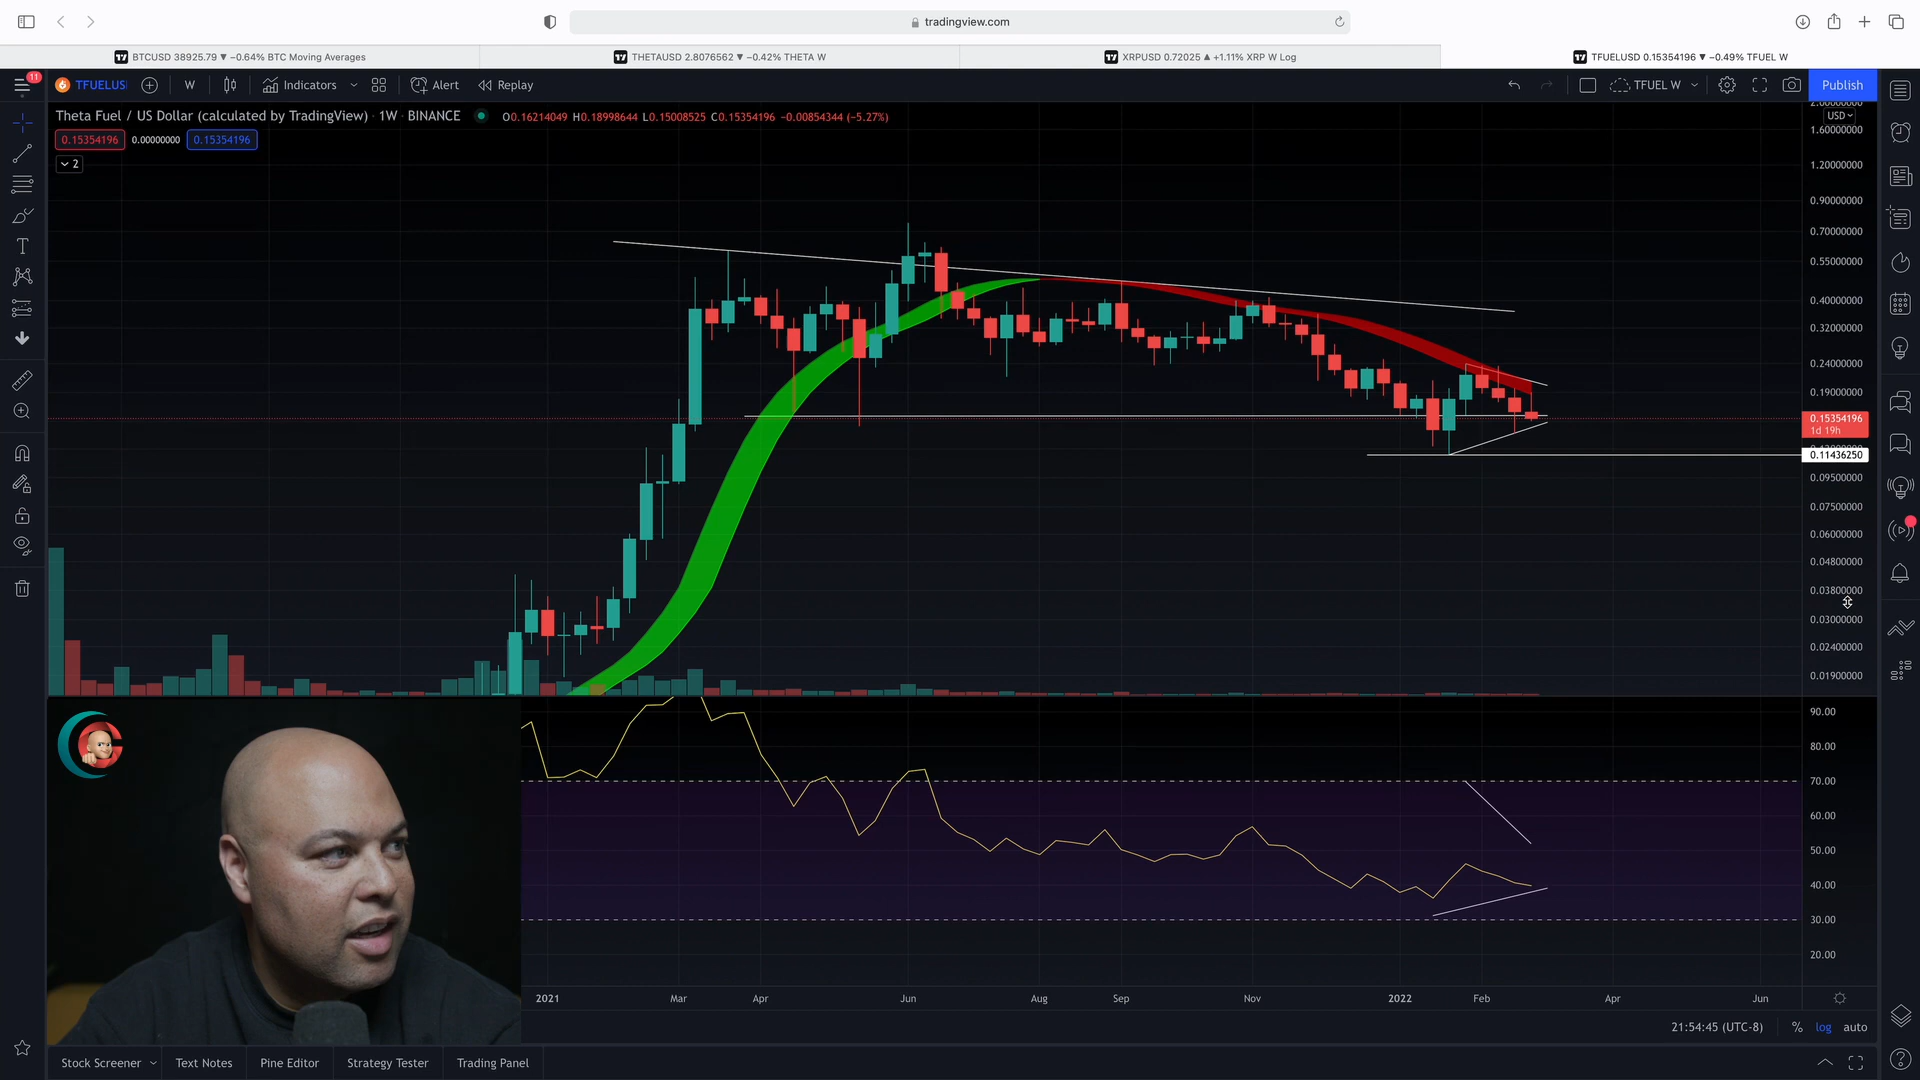 tradingview.com
BTCUSD 38925.79 ▼ −0.64% BTC Moving Averages
THETAUSD 2.8076562 ▼ −0.42% THETA W
XRPUSD 0.72025 ▲ +1.11% XRP W Log
TFUELUSD 0.15354196 ▼ −0.49% TFUEL W
11
TFUELUS
W
Indicators
Alert
Replay
TFUEL W
Publish
Theta Fuel / US Dollar (calculated by TradingView) · 1W · BINANCE
O0.16214049 H0.18998644 L0.15008525 C0.15354196 −0.00854344 (−5.27%)
0.15354196 0.00000000 0.15354196
2
2.00000000
USD
1.60000000
1.20000000
0.90000000
0.70000000
0.55000000
0.40000000
0.32000000
0.24000000
0.19000000
0.15354196
1d 19h
0.11436250
0.09500000
0.07500000
0.06000000
0.04800000
0.03800000
0.03000000
0.02400000
0.01900000
90.00
80.00
70.00
60.00
50.00
40.00
30.00
20.00
2021 Mar Apr Jun Aug Sep Nov 2022 Feb Apr Jun
21:54:45 (UTC-8) % log auto
Stock Screener Text Notes Pine Editor Strategy Tester Trading Panel